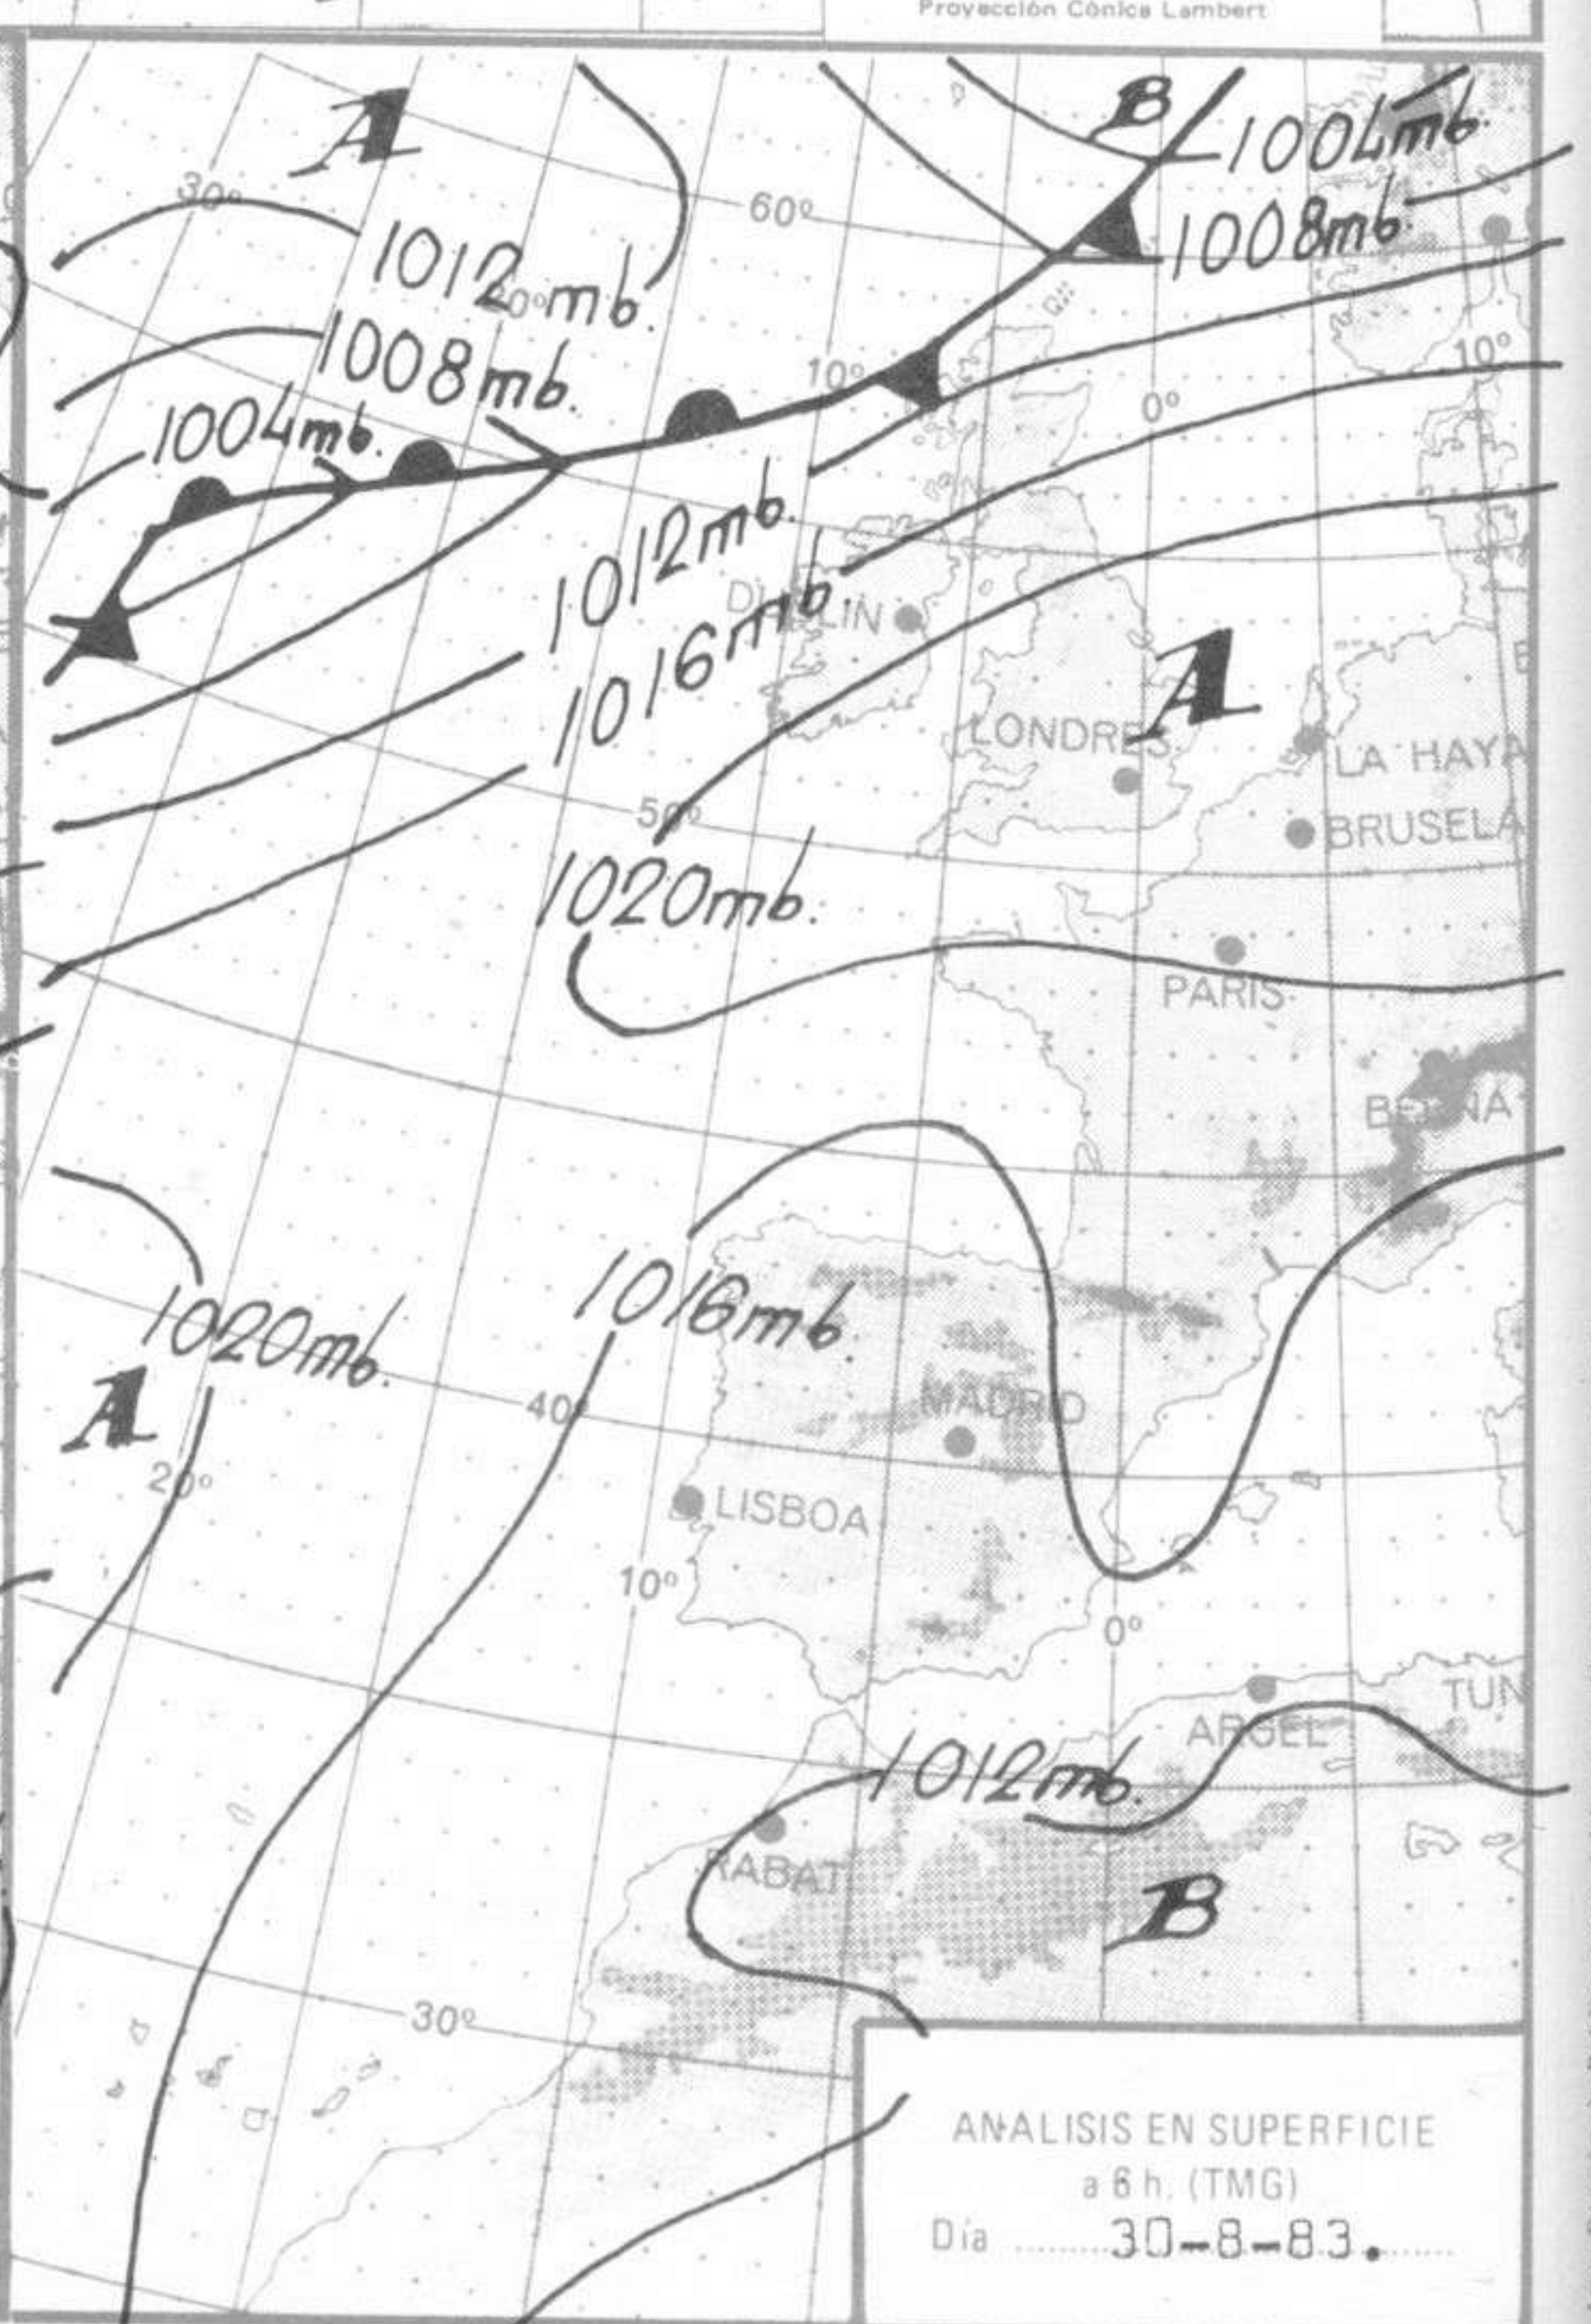 Proyección Cónica Lambert
A
B
1004mb.
30º
60º
1008mb.
1012mb.
20º
1008mb.
10º
10º
0º
1004mb.
1012mb.
DUBLIN
1016mb.
A
LONDRES
LA HAYA
50º
BRUSELA
1020mb.
PARIS
BERNA
1016mb.
1020mb.
A
40º
MADRID
20º
LISBOA
10º
0º
TUN
ARGEL
1012mb.
RABAT
B
30º
ANALISIS EN SUPERFICIE
a 6 h. (TMG)
Día 30-8-83.